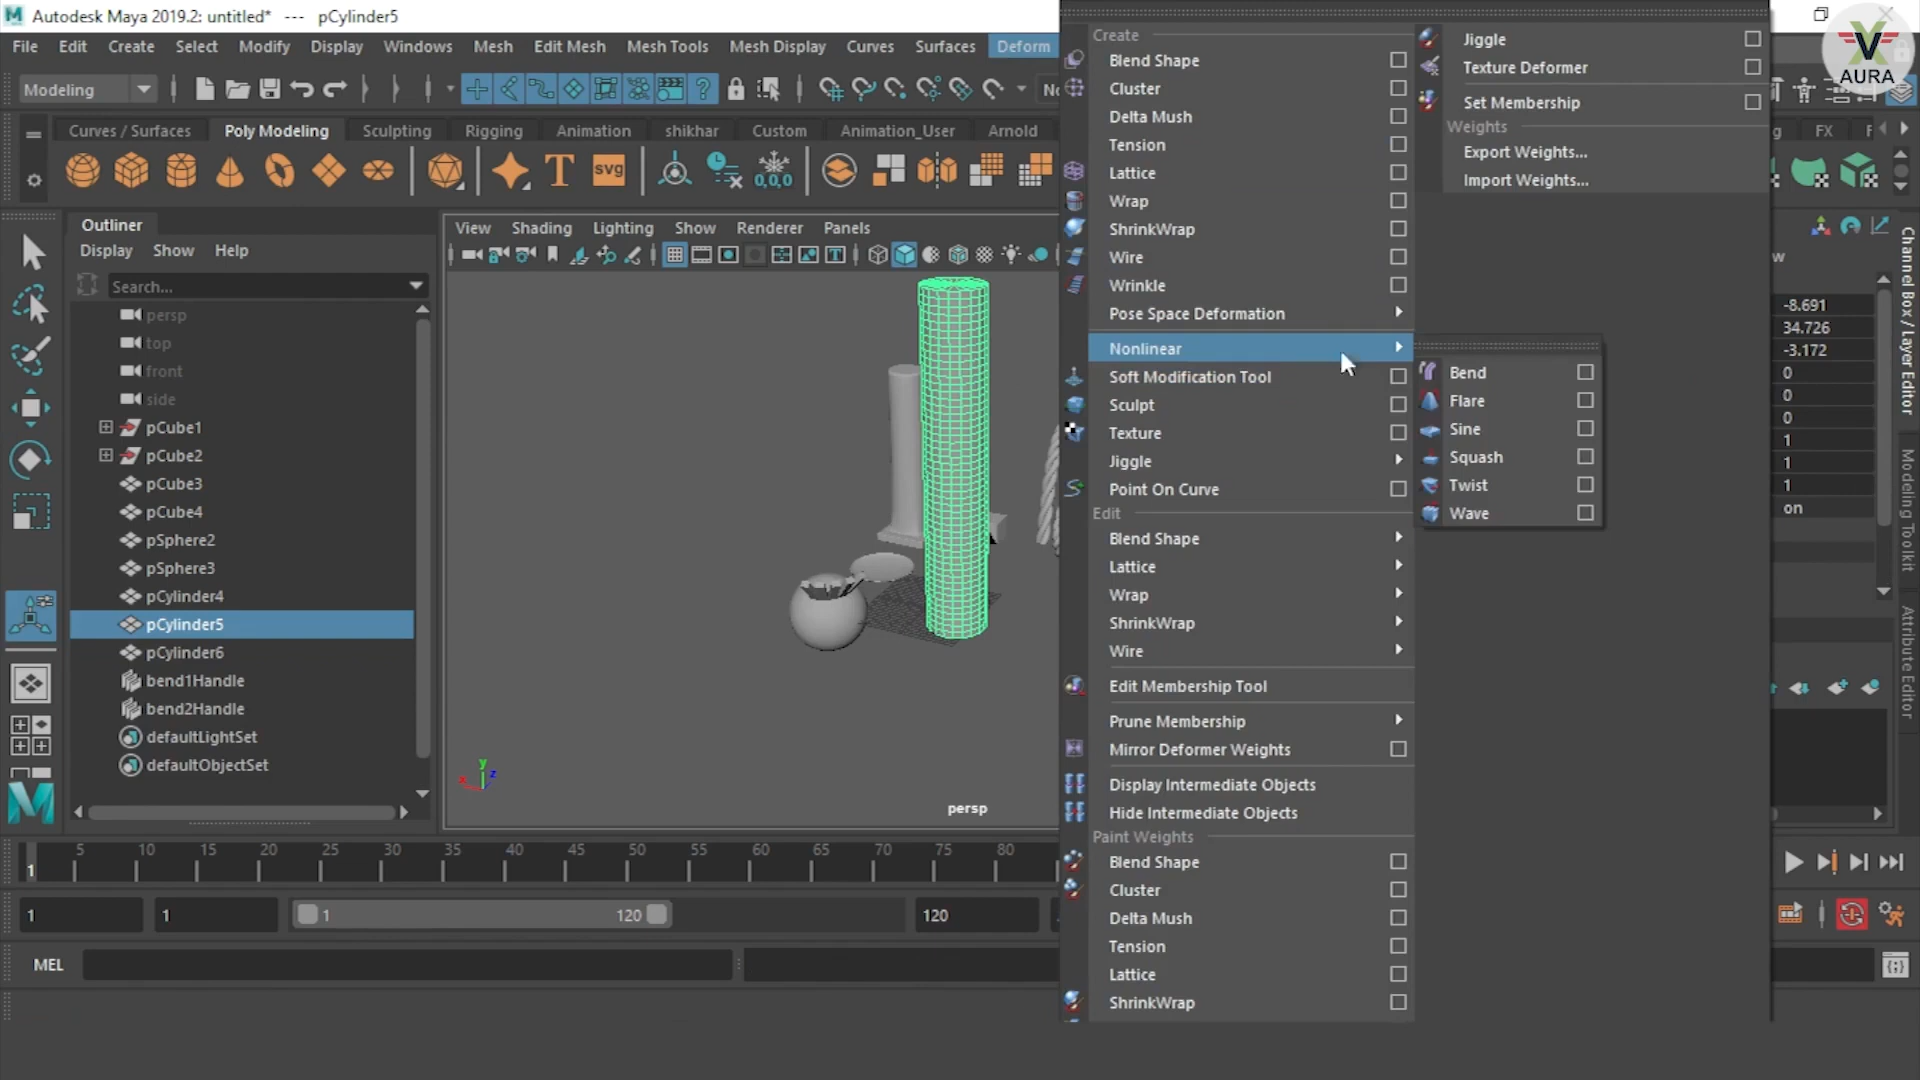 Autodesk Maya 2019.2: untitled* --- pCylinder5
File Edit Create Select Modify Display Windows Mesh Edit Mesh Mesh Tools Mesh Display Curves Surfaces Deform
Modeling
Curves / Surfaces Poly Modeling Sculpting Rigging Animation shikhar Custom Animation_User Arnold FX
T svg 0,0,0
Outliner
Display Show Help
Search...
persp
top
front
side
pCube1
pCube2
pCube3
pCube4
pSphere2
pSphere3
pCylinder4
pCylinder5
pCylinder6
bend1Handle
bend2Handle
defaultLightSet
defaultObjectSet
View Shading Lighting Show Renderer Panels
y
x z
persp
Create
Blend Shape
Cluster
Delta Mush
Tension
Lattice
Wrap
ShrinkWrap
Wire
Wrinkle
Pose Space Deformation
Nonlinear
Soft Modification Tool
Sculpt
Texture
Jiggle
Point On Curve
Edit
Blend Shape
Lattice
Wrap
ShrinkWrap
Wire
Edit Membership Tool
Prune Membership
Mirror Deformer Weights
Display Intermediate Objects
Hide Intermediate Objects
Paint Weights
Blend Shape
Cluster
Delta Mush
Tension
Lattice
ShrinkWrap
Jiggle
Texture Deformer
Set Membership
Weights
Export Weights...
Import Weights...
Bend
Flare
Sine
Squash
Twist
Wave
VX
AURA
-8.691
34.726
-3.172
0
0
0
1
1
1
on
Channel Box / Layer Editor
Modeling Toolkit
Attribute Editor
5 10 15 20 25 30 35 40 45 50 55 60 65 70 75 80
1
1 1 1 120 120
MEL